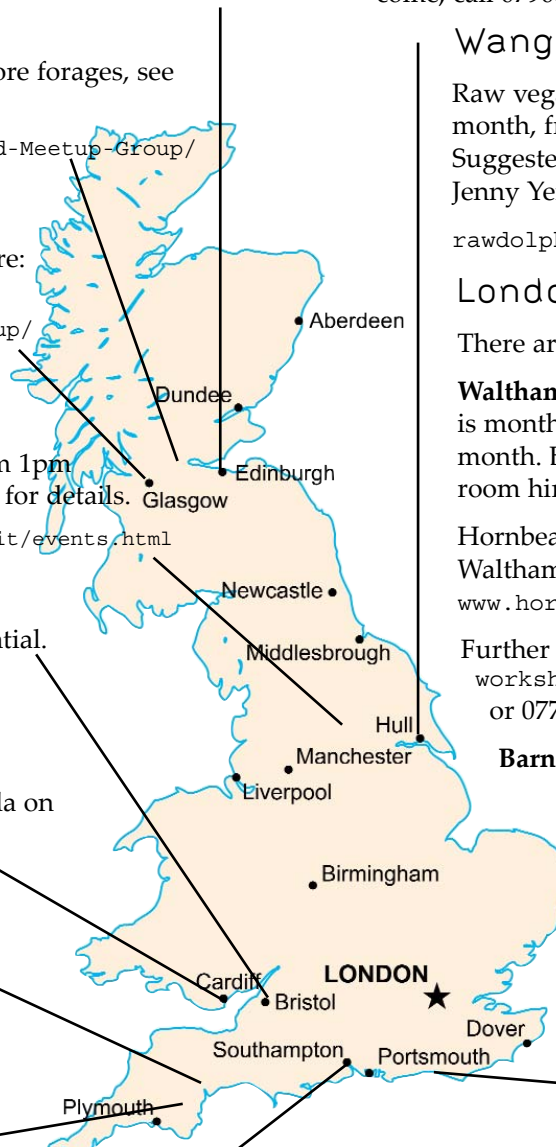 ore forages, see
d-Meetup-Group/
re:
up/
m 1pm
for details.
it/events.html
ntial.
la on
Aberdeen
Dundee
Edinburgh
Glasgow
Newcastle
Middlesbrough
Hull
Manchester
Liverpool
Birmingham
Cardiff
LONDON
Bristol
Dover
Southampton
Portsmouth
Plymouth
Wang
Raw veg
month, fr
Suggeste
Jenny Ye
rawdolp
Londo
There ar
Waltham
is month
month.
room hir
Hornbea
Waltham
www.hor
Further
worksh
or 077
Barn